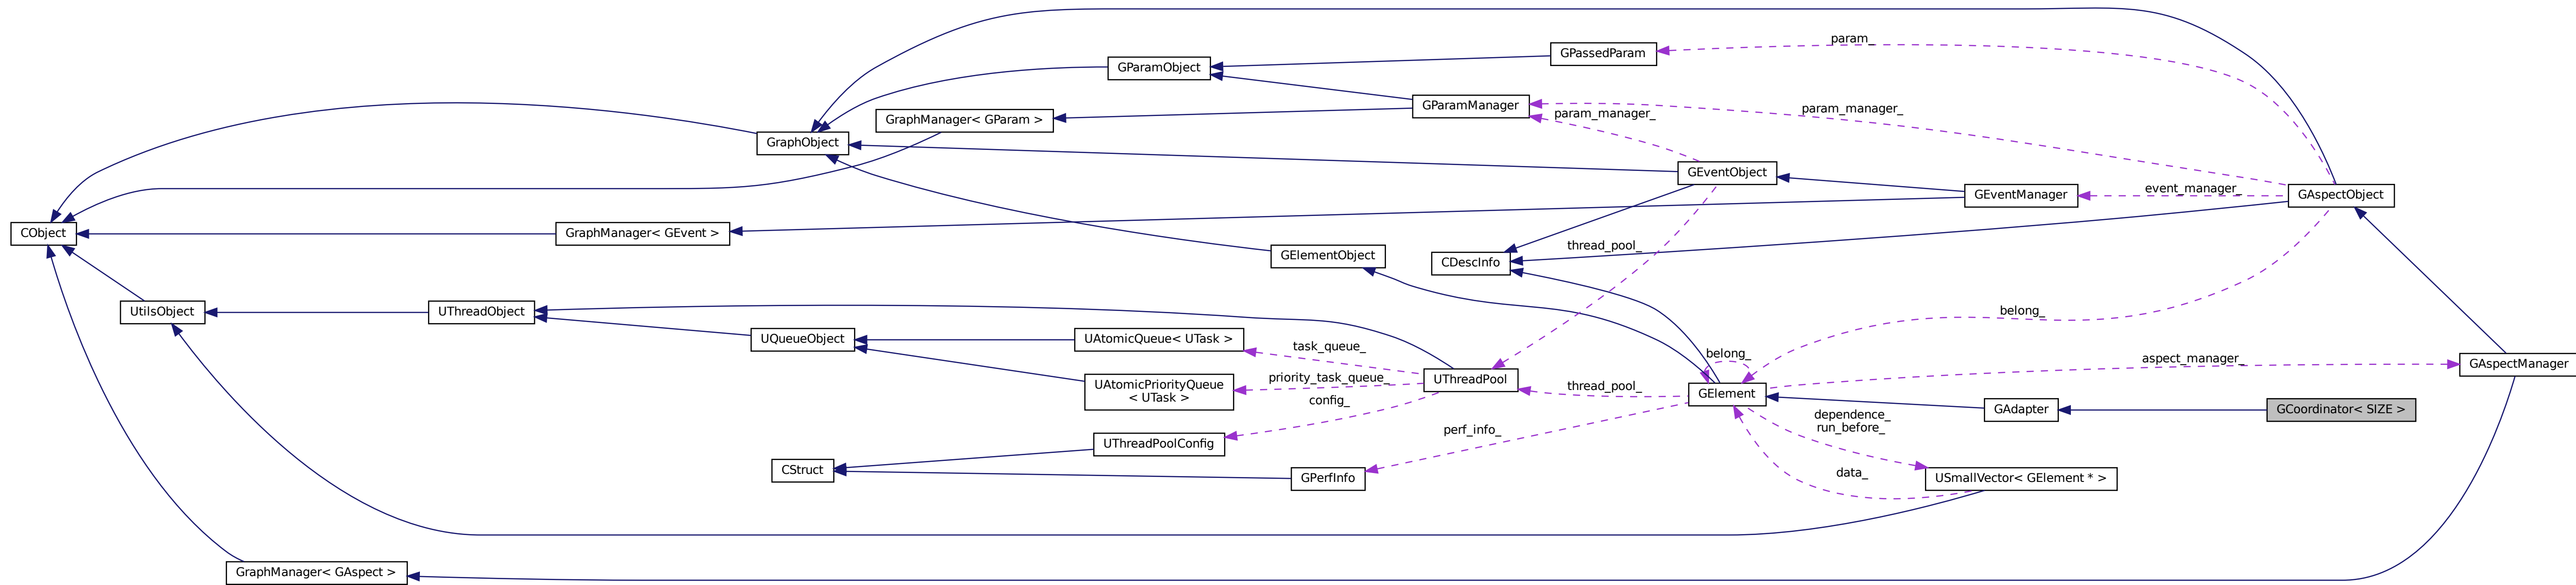 param_
GPassedParam
GParamObject
GParamManager
param_manager_
param_manager_
GraphManager< GParam >
GraphObject
GEventObject
GEventManager
event_manager_
GAspectObject
CObject
GraphManager< GEvent >
GElementObject
CDescInfo
thread_pool_
UtilsObject
UThreadObject
belong_
UQueueObject
UAtomicQueue< UTask >
task_queue_
belong_
aspect_manager_
GAspectManager
UAtomicPriorityQueue
< UTask >
priority_task_queue_
UThreadPool
thread_pool_
GElement
config_
GAdapter
GCoordinator< SIZE >
dependence_
run_before_
UThreadPoolConfig
perf_info_
CStruct
GPerfInfo
data_
USmallVector< GElement * >
GraphManager< GAspect >